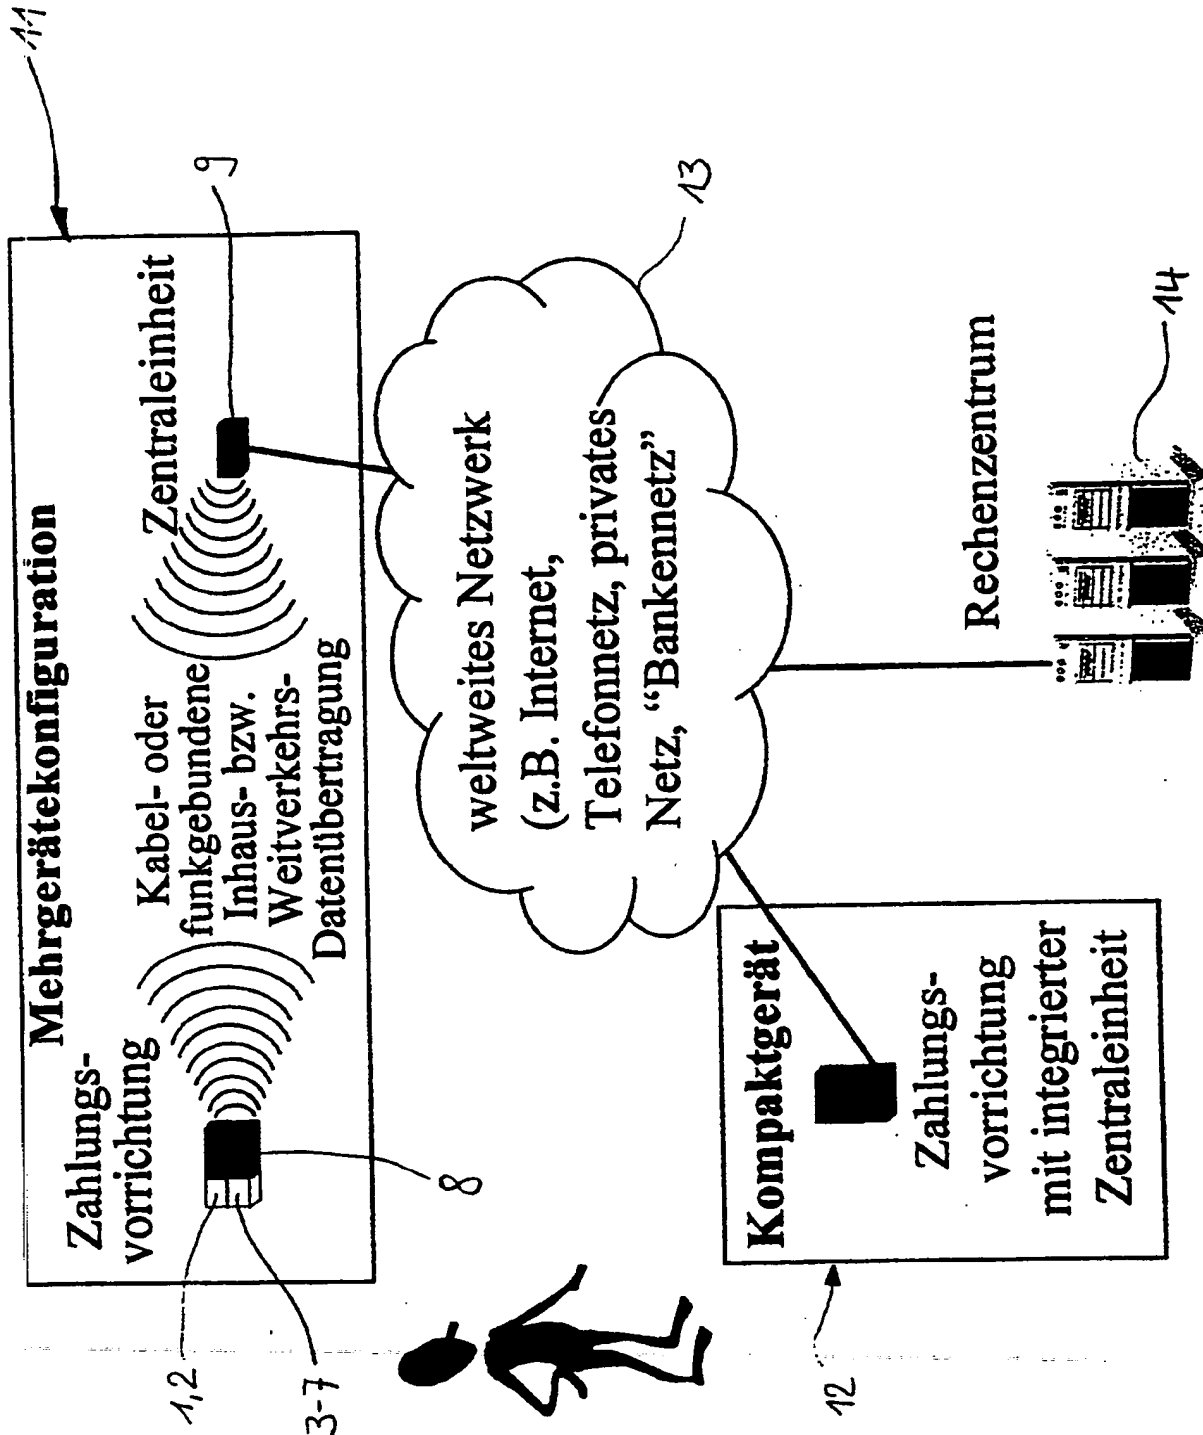 Mehrgerätekonfiguration
11
Zahlungs-
vorrichtung
Kabel- oder
funkgebundene
Inhaus- bzw.
Weitverkehrs-
Datenübertragung
Zentraleinheit
9
1,2
3-7
8
weltweites Netzwerk
(z.B. Internet,
Telefonnetz, privates
Netz, “Bankennetz”
13
Kompaktgerät
Zahlungs-
vorrichtung
mit integrierter
Zentraleinheit
12
Rechenzentrum
14